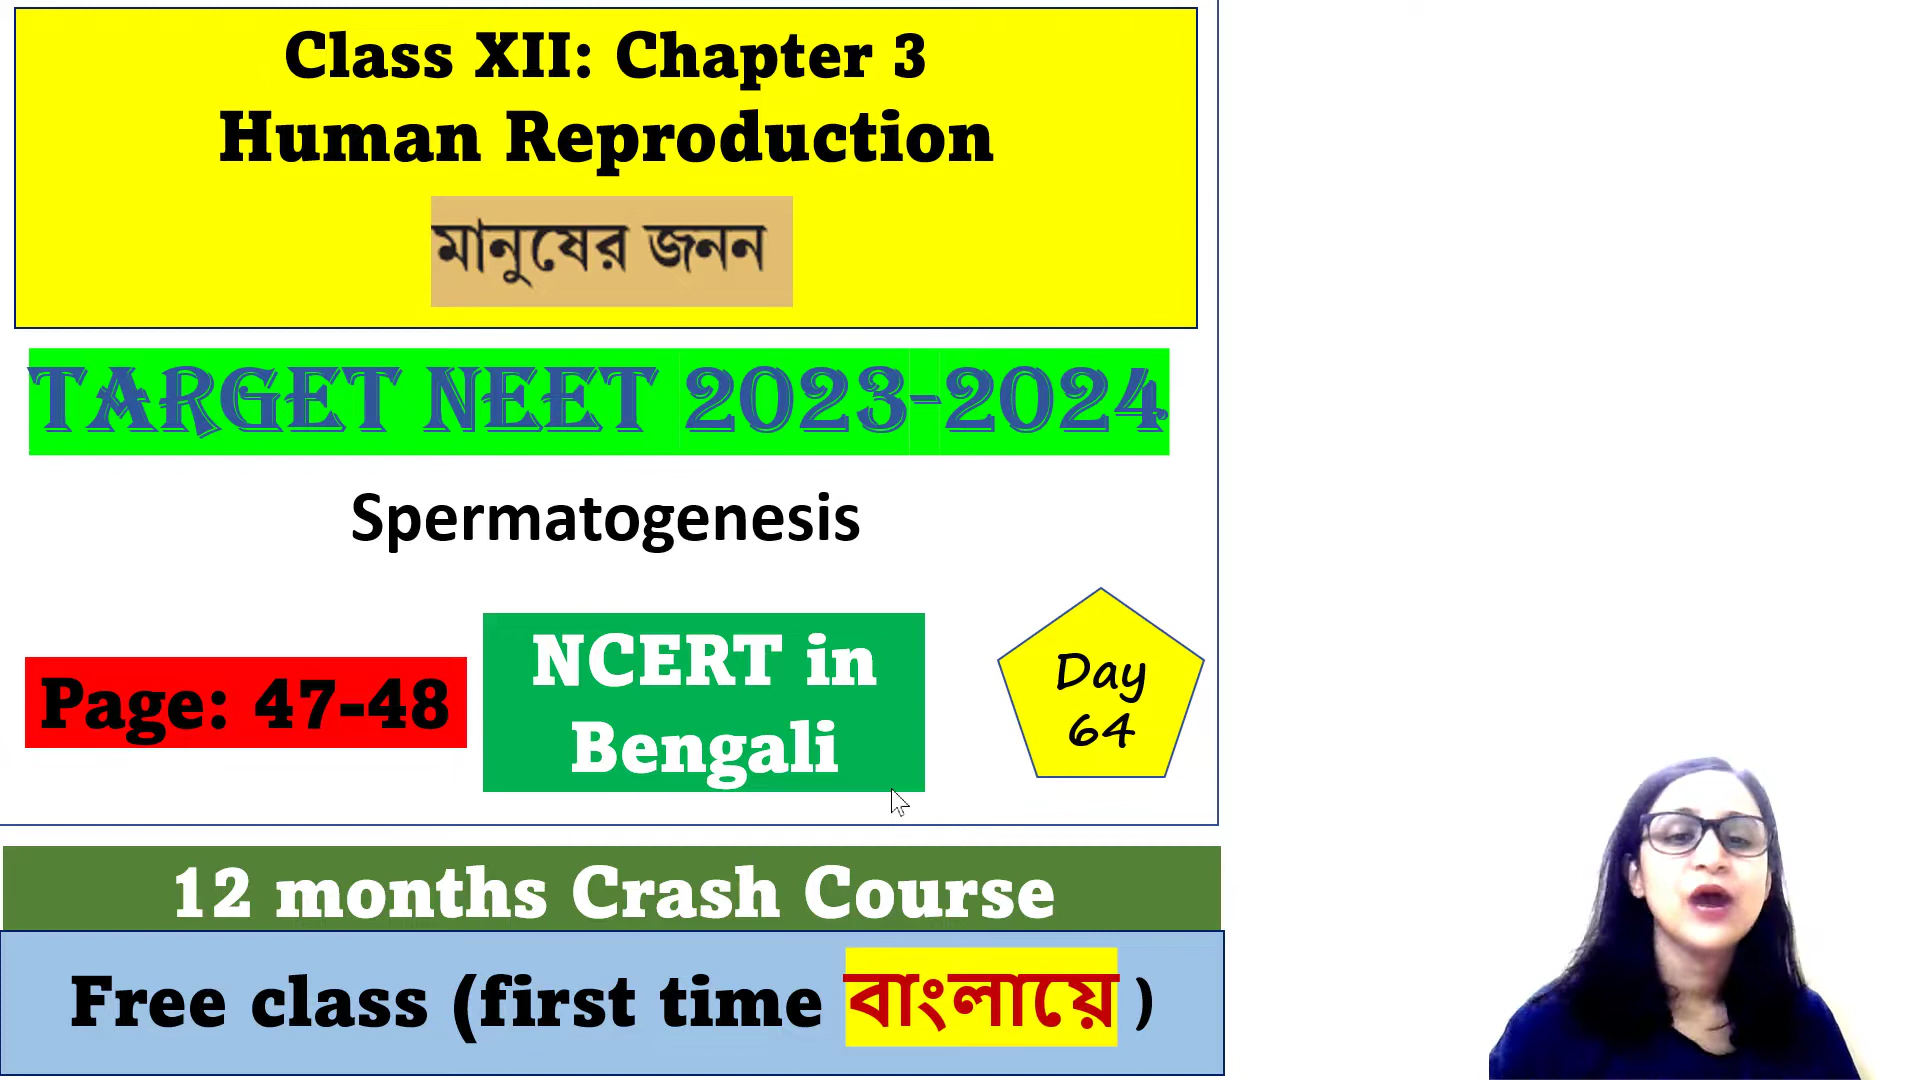 Class XII: Chapter 3
Human Reproduction
মানুষের জনন
TARGET NEET 2023-2024
Spermatogenesis
Page: 47-48
NCERT in
Bengali
Day
64
12 months Crash Course
Free class (first time বাংলায়ে )